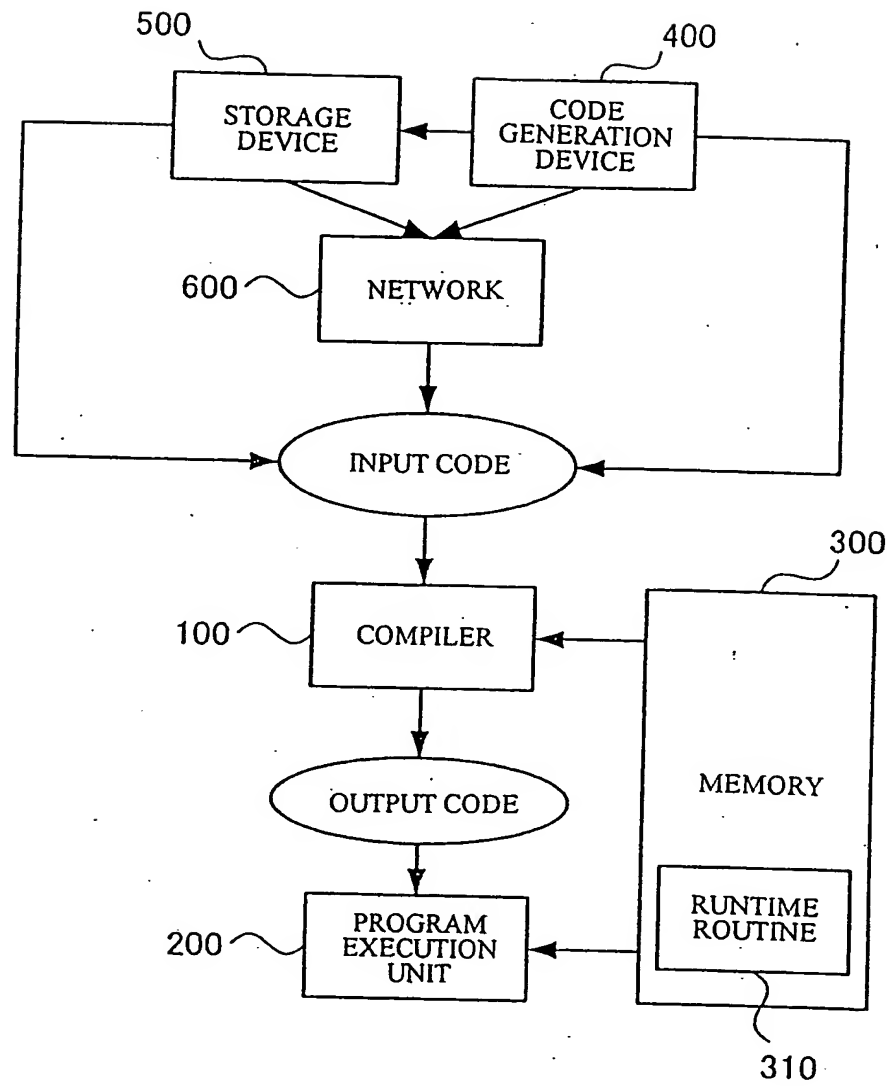 500
400
STORAGE
DEVICE
CODE
GENERATION
DEVICE
600
NETWORK
INPUT CODE
300
100
COMPILER
MEMORY
OUTPUT CODE
RUNTIME
ROUTINE
200
PROGRAM
EXECUTION
UNIT
310